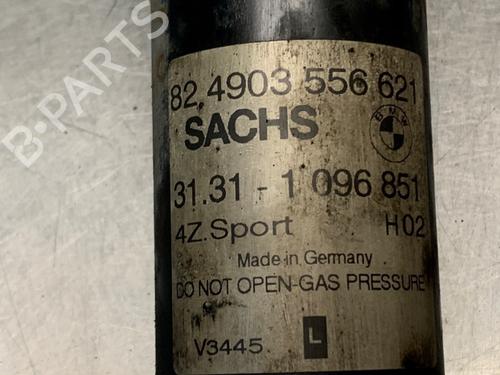 82 4903 556 621
SACHS
BMW
31.31 - 1 096 851
4Z.Sport H02
Made in Germany
DO NOT OPEN-GAS PRESSURE
V3445 L
B-PARTS